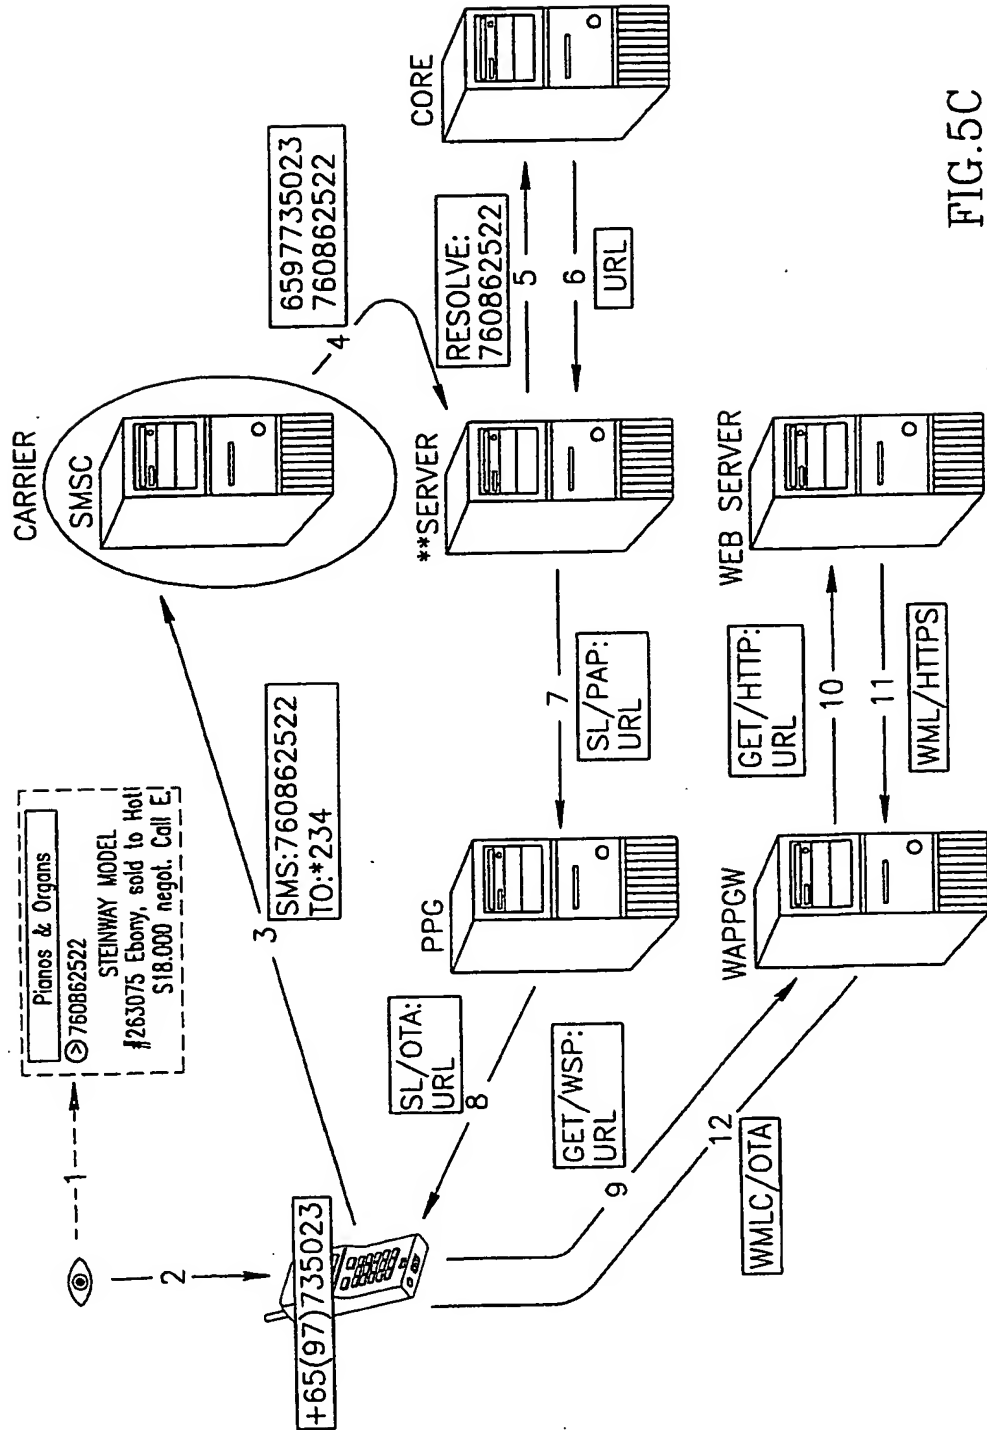 CARRIER
SMSC
CORE
Pianos & Organs
760862522
STEINWAY MODEL
#263075 Ebony, sold to Hotl
$18.000 negot. Call E.
1
2
+65(97)735023
3
SMS:760862522
TO:*234
4
6597735023
760862522
**SERVER
RESOLVE:
760862522
5
6
URL
PPG
7
SL/PAP:
URL
SL/OTA:
URL
8
GET/WSP:
URL
9
12
WMLC/OTA
WAPPGW
GET/HTTP:
URL
10
11
WML/HTTPS
WEB SERVER
FIG.5C